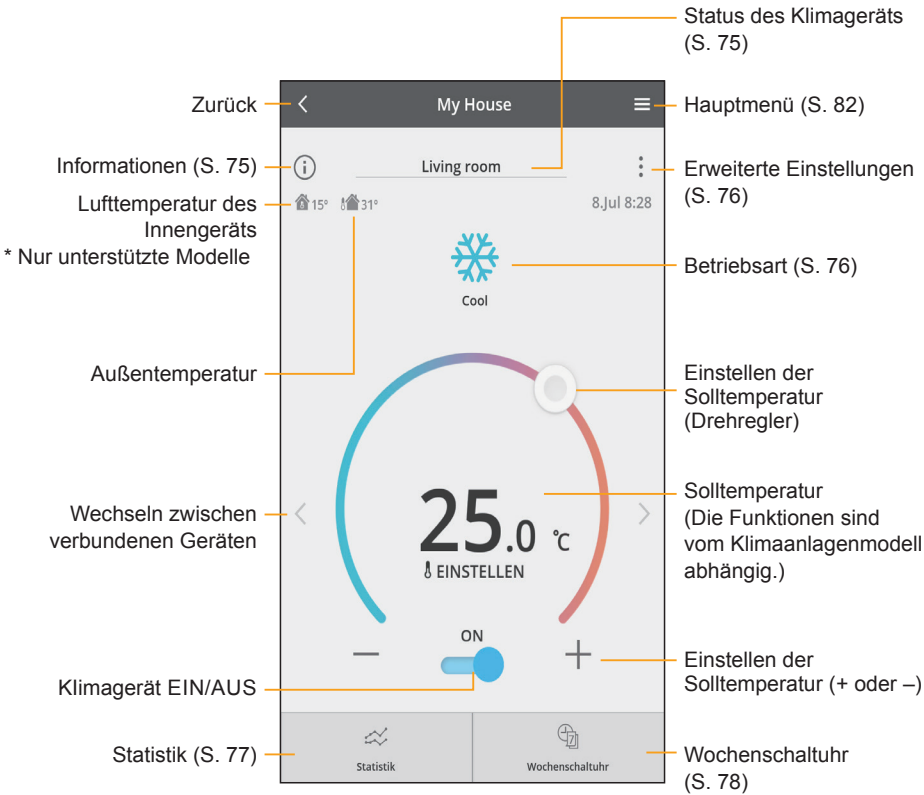 Status des Klimageräts
(S. 75)
Zurück
My House
Hauptmenü (S. 82)
Informationen (S. 75)
Living room
Erweiterte Einstellungen
(S. 76)
Lufttemperatur des
Innengeräts
* Nur unterstützte Modelle
15°
31°
8.Jul 8:28
Betriebsart (S. 76)
Cool
Außentemperatur
Einstellen der
Solltemperatur
(Drehregler)
Wechseln zwischen
verbundenen Geräten
25.0 °C
EINSTELLEN
Solltemperatur
(Die Funktionen sind
vom Klimaanlagenmodell
abhängig.)
ON
Einstellen der
Solltemperatur (+ oder –)
Klimagerät EIN/AUS
Statistik (S. 77)
Statistik
7
Wochenschaltuhr
Wochenschaltuhr
(S. 78)